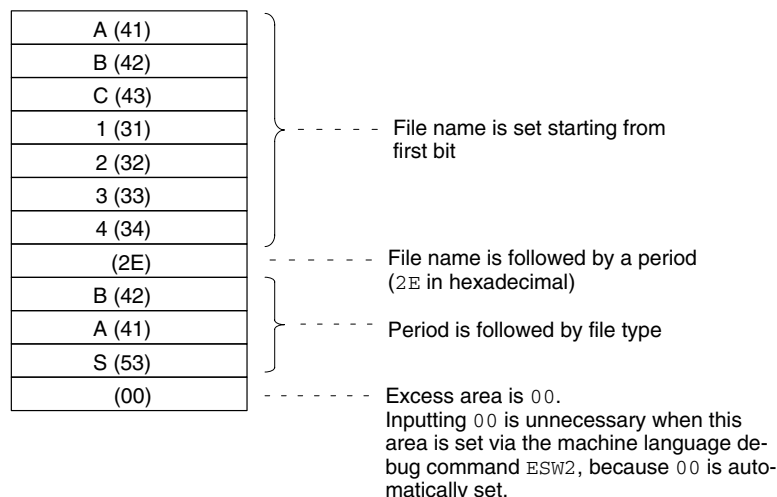 A (41)
B (42)
C (43)
1 (31)
2 (32)
3 (33)
4 (34)
(2E)
B (42)
A (41)
S (53)
(00)
File name is set starting from
first bit
File name is followed by a period
(2E in hexadecimal)
Period is followed by file type
Excess area is 00.
Inputting 00 is unnecessary when this
area is set via the machine language de-
bug command ESW2, because 00 is auto-
matically set.